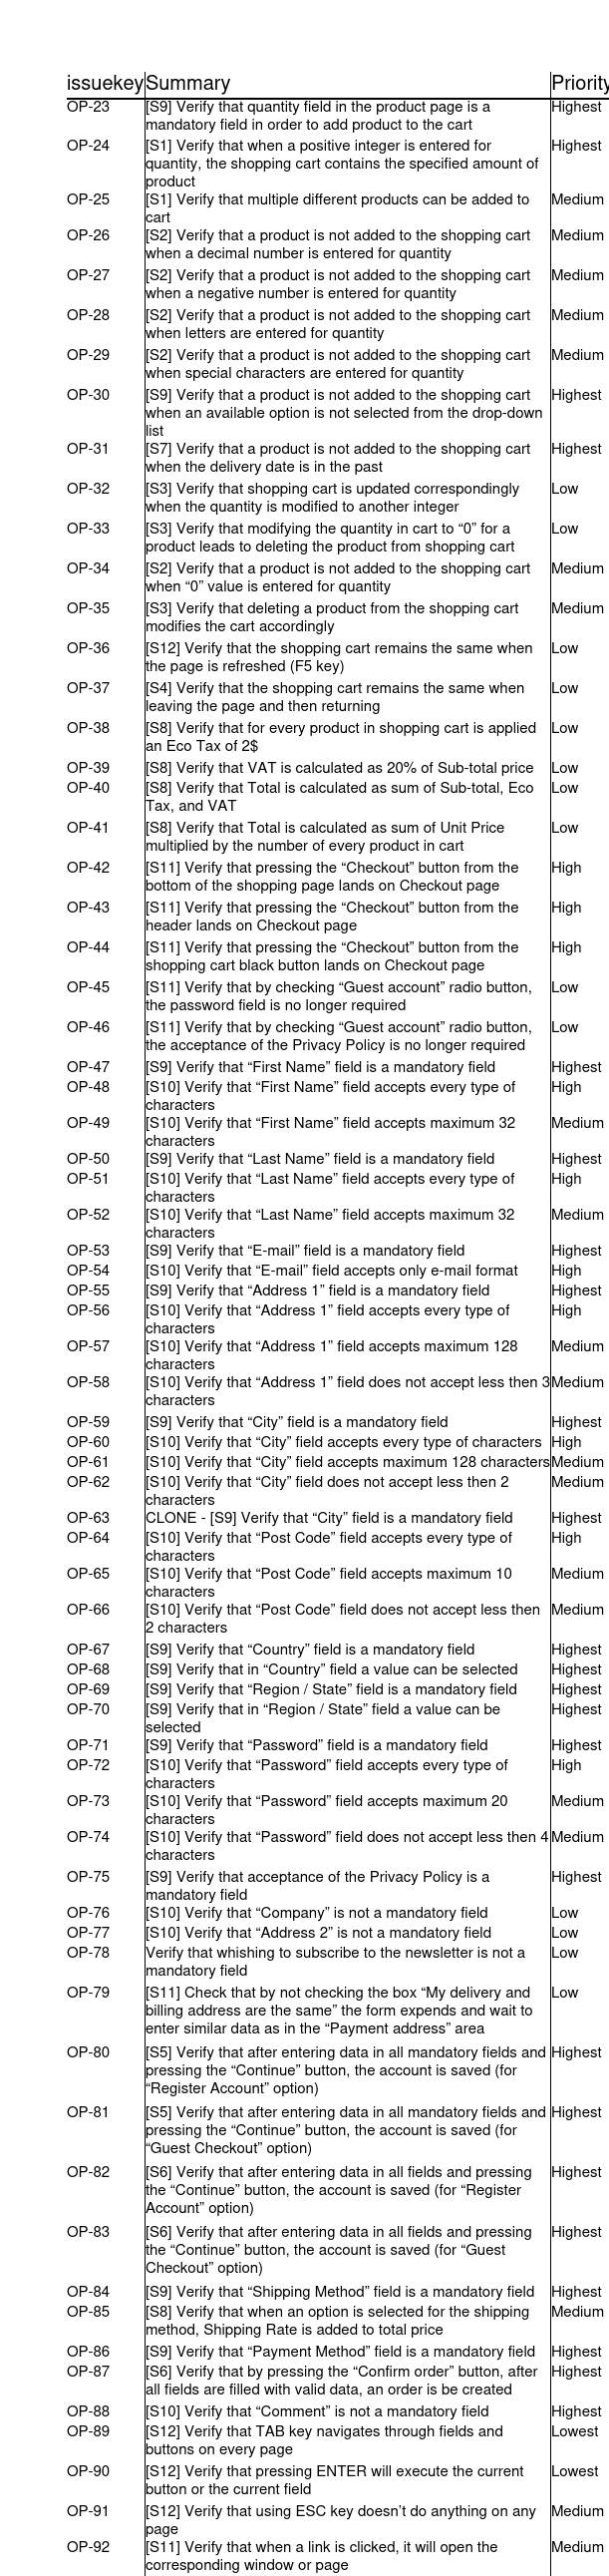 issuekey Summary Priority
OP-23 [S9] Verify that quantity field in the product page is a Highest
mandatory field in order to add product to the cart
OP-24 [S1] Verify that when a positive integer is entered for Highest
quantity, the shopping cart contains the specified amount of
product
OP-25 [S1] Verify that multiple different products can be added to Medium
cart
OP-26 [S2] Verify that a product is not added to the shopping cart Medium
when a decimal number is entered for quantity
OP-27 [S2] Verify that a product is not added to the shopping cart Medium
when a negative number is entered for quantity
OP-28 [S2] Verify that a product is not added to the shopping cart Medium
when letters are entered for quantity
OP-29 [S2] Verify that a product is not added to the shopping cart Medium
when special characters are entered for quantity
OP-30 [S9] Verify that a product is not added to the shopping cart Highest
when an available option is not selected from the drop-down
list
OP-31 [S7] Verify that a product is not added to the shopping cart Highest
when the delivery date is in the past
OP-32 [S3] Verify that shopping cart is updated correspondingly Low
when the quantity is modified to another integer
OP-33 [S3] Verify that modifying the quantity in cart to “0” for a Low
product leads to deleting the product from shopping cart
OP-34 [S2] Verify that a product is not added to the shopping cart Medium
when “0” value is entered for quantity
OP-35 [S3] Verify that deleting a product from the shopping cart Medium
modifies the cart accordingly
OP-36 [S12] Verify that the shopping cart remains the same when Low
the page is refreshed (F5 key)
OP-37 [S4] Verify that the shopping cart remains the same when Low
leaving the page and then returning
OP-38 [S8] Verify that for every product in shopping cart is applied Low
an Eco Tax of 2$
OP-39 [S8] Verify that VAT is calculated as 20% of Sub-total price Low
OP-40 [S8] Verify that Total is calculated as sum of Sub-total, Eco Low
Tax, and VAT
OP-41 [S8] Verify that Total is calculated as sum of Unit Price Low
multiplied by the number of every product in cart
OP-42 [S11] Verify that pressing the “Checkout” button from the High
bottom of the shopping page lands on Checkout page
OP-43 [S11] Verify that pressing the “Checkout” button from the High
header lands on Checkout page
OP-44 [S11] Verify that pressing the “Checkout” button from the High
shopping cart black button lands on Checkout page
OP-45 [S11] Verify that by checking “Guest account” radio button, Low
the password field is no longer required
OP-46 [S11] Verify that by checking “Guest account” radio button, Low
the acceptance of the Privacy Policy is no longer required
OP-47 [S9] Verify that “First Name” field is a mandatory field Highest
OP-48 [S10] Verify that “First Name” field accepts every type of High
characters
OP-49 [S10] Verify that “First Name” field accepts maximum 32 Medium
characters
OP-50 [S9] Verify that “Last Name” field is a mandatory field Highest
OP-51 [S10] Verify that “Last Name” field accepts every type of High
characters
OP-52 [S10] Verify that “Last Name” field accepts maximum 32 Medium
characters
OP-53 [S9] Verify that “E-mail” field is a mandatory field Highest
OP-54 [S10] Verify that “E-mail” field accepts only e-mail format High
OP-55 [S9] Verify that “Address 1” field is a mandatory field Highest
OP-56 [S10] Verify that “Address 1” field accepts every type of High
characters
OP-57 [S10] Verify that “Address 1” field accepts maximum 128 Medium
characters
OP-58 [S10] Verify that “Address 1” field does not accept less then 3 Medium
characters
OP-59 [S9] Verify that “City” field is a mandatory field Highest
OP-60 [S10] Verify that “City” field accepts every type of characters High
OP-61 [S10] Verify that “City” field accepts maximum 128 characters Medium
OP-62 [S10] Verify that “City” field does not accept less then 2 Medium
characters
OP-63 CLONE - [S9] Verify that “City” field is a mandatory field Highest
OP-64 [S10] Verify that “Post Code” field accepts every type of High
characters
OP-65 [S10] Verify that “Post Code” field accepts maximum 10 Medium
characters
OP-66 [S10] Verify that “Post Code” field does not accept less then Medium
2 characters
OP-67 [S9] Verify that “Country” field is a mandatory field Highest
OP-68 [S9] Verify that in “Country” field a value can be selected Highest
OP-69 [S9] Verify that “Region / State” field is a mandatory field Highest
OP-70 [S9] Verify that in “Region / State” field a value can be Highest
selected
OP-71 [S9] Verify that “Password” field is a mandatory field Highest
OP-72 [S10] Verify that “Password” field accepts every type of High
characters
OP-73 [S10] Verify that “Password” field accepts maximum 20 Medium
characters
OP-74 [S10] Verify that “Password” field does not accept less then 4 Medium
characters
OP-75 [S9] Verify that acceptance of the Privacy Policy is a Highest
mandatory field
OP-76 [S10] Verify that “Company” is not a mandatory field Low
OP-77 [S10] Verify that “Address 2” is not a mandatory field Low
OP-78 Verify that whishing to subscribe to the newsletter is not a Low
mandatory field
OP-79 [S11] Check that by not checking the box “My delivery and Low
billing address are the same” the form expends and wait to
enter similar data as in the “Payment address” area
OP-80 [S5] Verify that after entering data in all mandatory fields and Highest
pressing the “Continue” button, the account is saved (for
“Register Account” option)
OP-81 [S5] Verify that after entering data in all mandatory fields and Highest
pressing the “Continue” button, the account is saved (for
“Guest Checkout” option)
OP-82 [S6] Verify that after entering data in all fields and pressing Highest
the “Continue” button, the account is saved (for “Register
Account” option)
OP-83 [S6] Verify that after entering data in all fields and pressing Highest
the “Continue” button, the account is saved (for “Guest
Checkout” option)
OP-84 [S9] Verify that “Shipping Method” field is a mandatory field Highest
OP-85 [S8] Verify that when an option is selected for the shipping Medium
method, Shipping Rate is added to total price
OP-86 [S9] Verify that “Payment Method” field is a mandatory field Highest
OP-87 [S6] Verify that by pressing the “Confirm order” button, after Highest
all fields are filled with valid data, an order is be created
OP-88 [S10] Verify that “Comment” is not a mandatory field Highest
OP-89 [S12] Verify that TAB key navigates through fields and Lowest
buttons on every page
OP-90 [S12] Verify that pressing ENTER will execute the current Lowest
button or the current field
OP-91 [S12] Verify that using ESC key doesn’t do anything on any Medium
page
OP-92 [S11] Verify that when a link is clicked, it will open the Medium
corresponding window or page